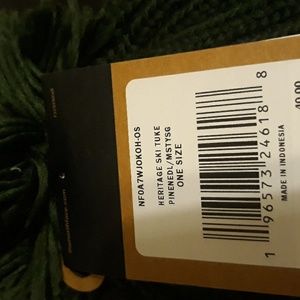 NF0A7WJOKOH-OS
HERITAGE SKI TUKE
PINENEDL/MSTYSG
ONE SIZE
1 96573 24618 8
MADE IN INDONESIA